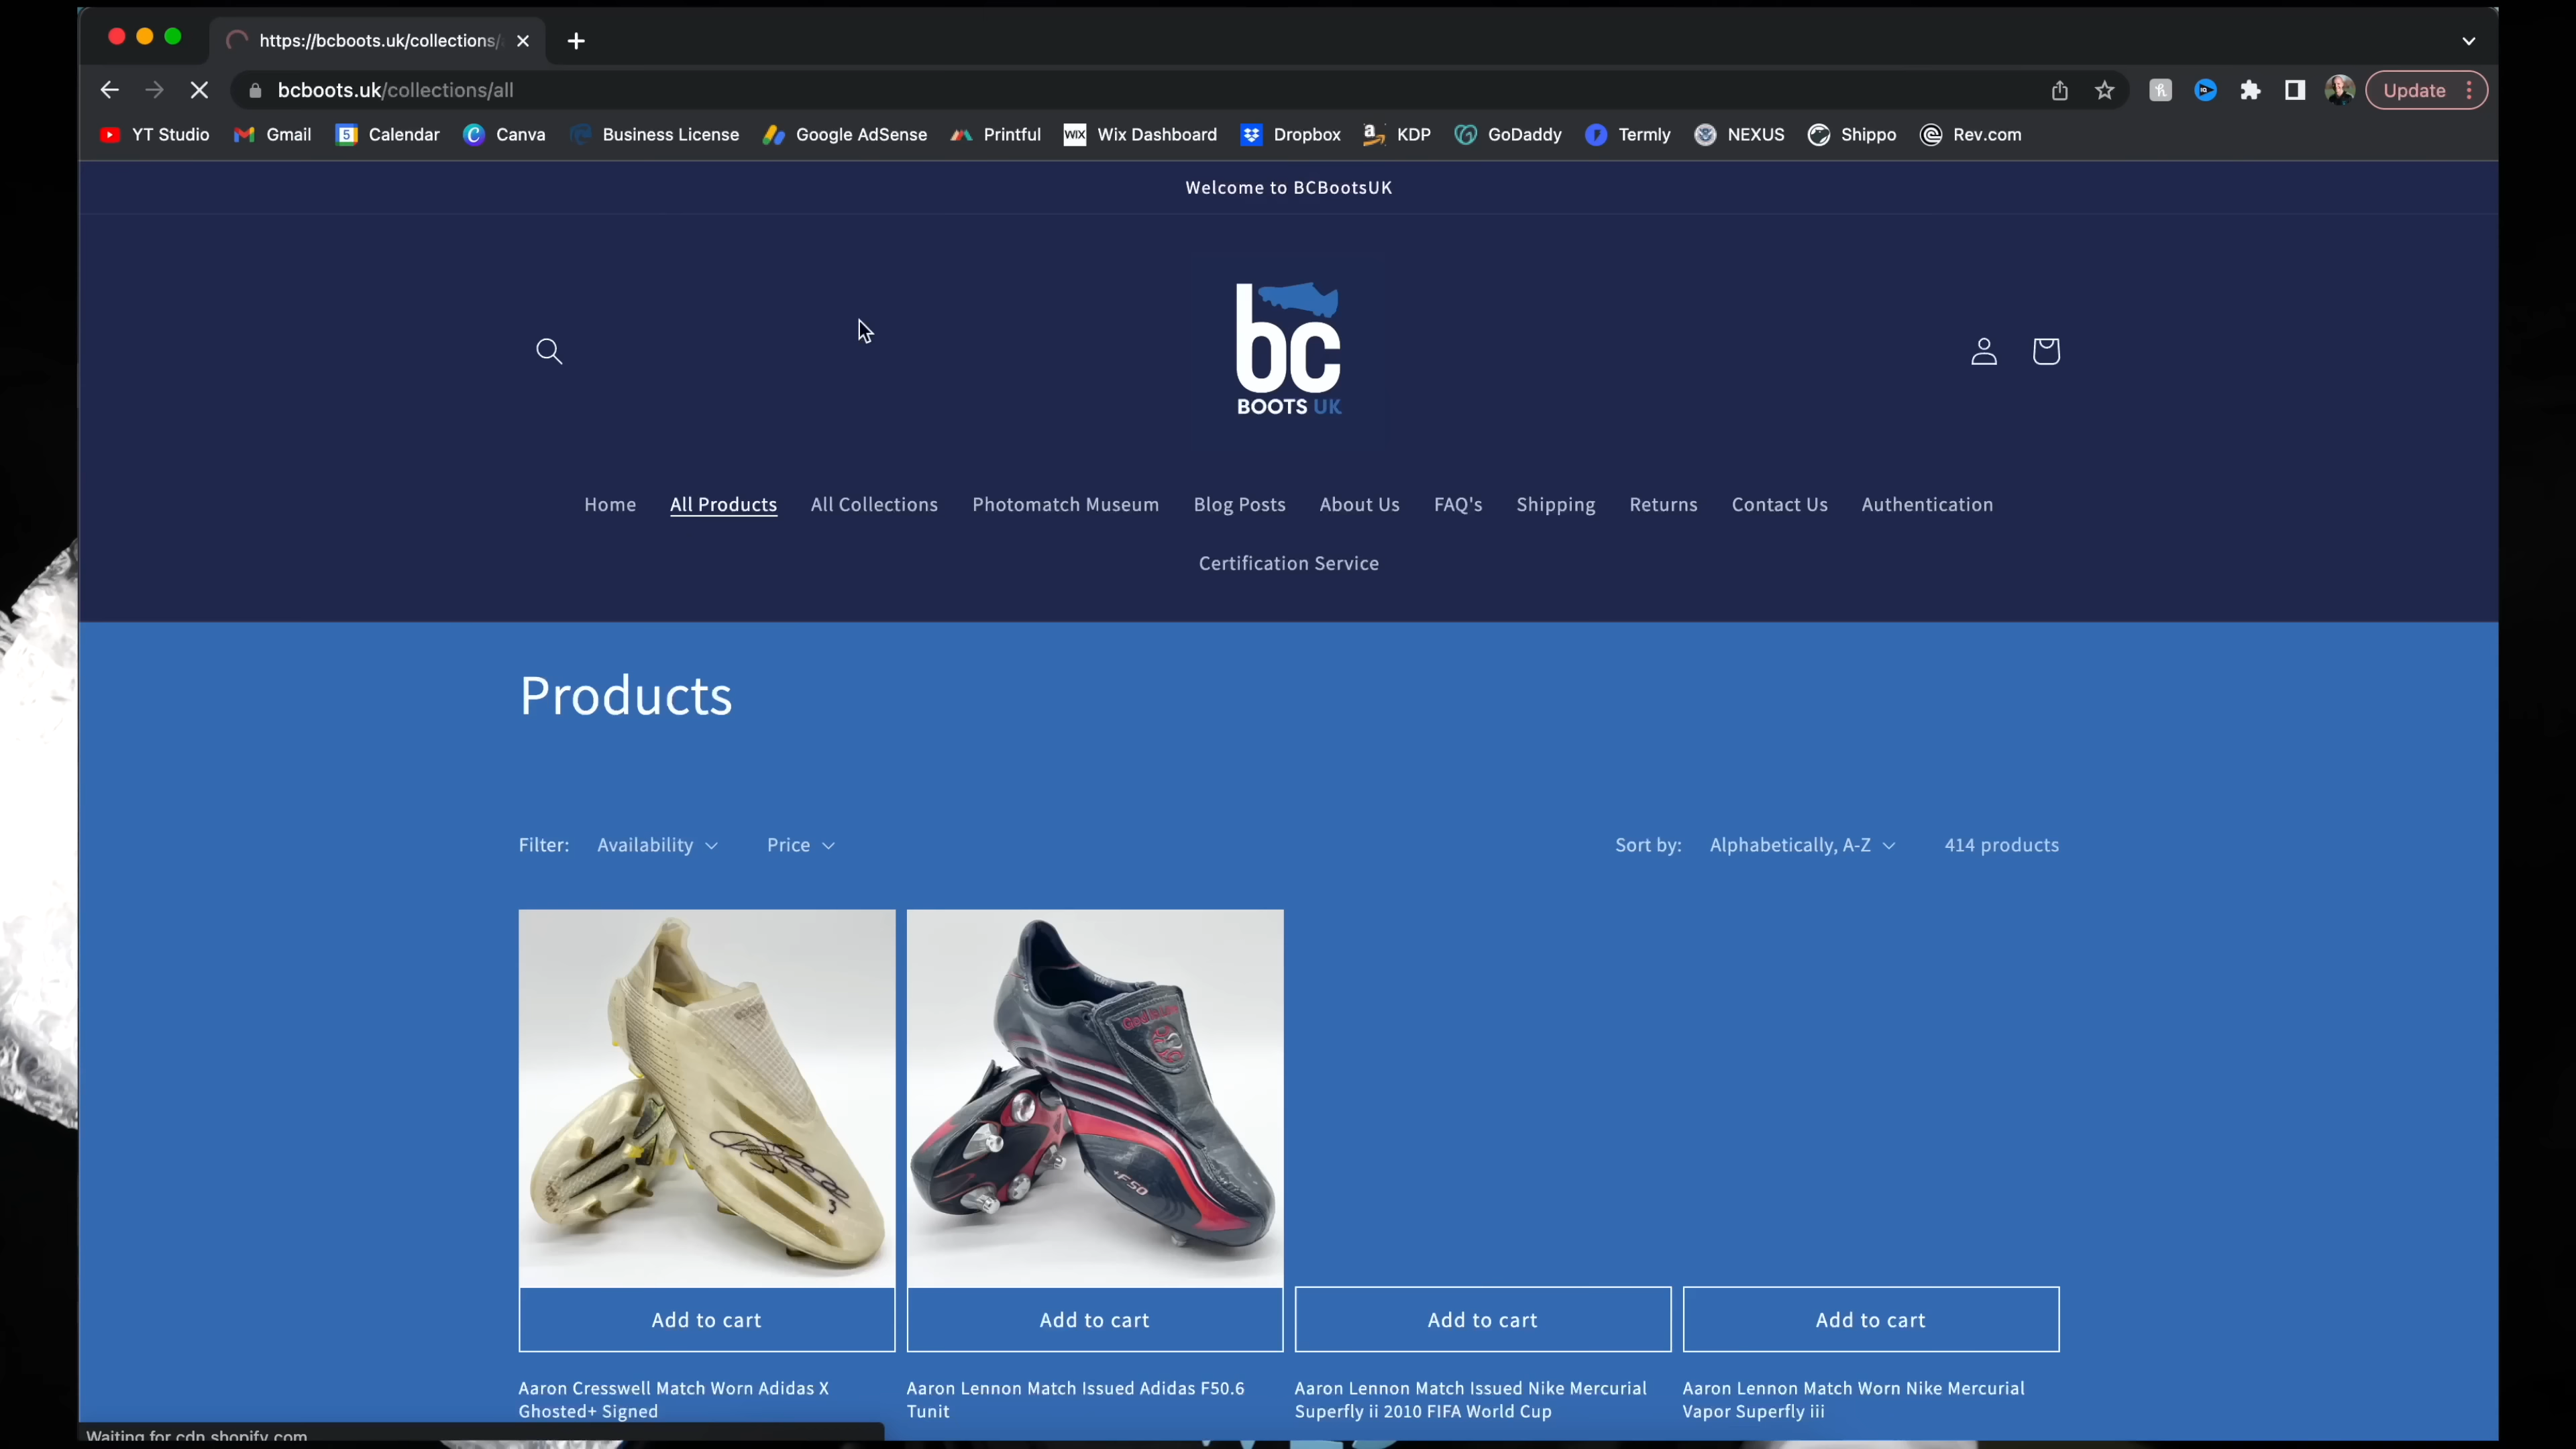 https://bcboots.uk/collections/
bcboots.uk/collections/all
Update
YT Studio
Gmail
5
Calendar
Canva
Business License
Google AdSense
Printful
WIX
Wix Dashboard
Dropbox
KDP
GoDaddy
Termly
NEXUS
Shippo
Rev.com
Welcome to BCBootsUK
bc
BOOTS UK
Home
All Products
All Collections
Photomatch Museum
Blog Posts
About Us
FAQ's
Shipping
Returns
Contact Us
Authentication
Certification Service
Products
Filter:
Availability
Price
Sort by:
Alphabetically, A-Z
414 products
+F50
Add to cart
Add to cart
Add to cart
Add to cart
Aaron Cresswell Match Worn Adidas X
Ghosted+ Signed
Aaron Lennon Match Issued Adidas F50.6
Tunit
Aaron Lennon Match Issued Nike Mercurial
Superfly ii 2010 FIFA World Cup
Aaron Lennon Match Worn Nike Mercurial
Vapor Superfly iii
Waiting for cdn.shopify.com